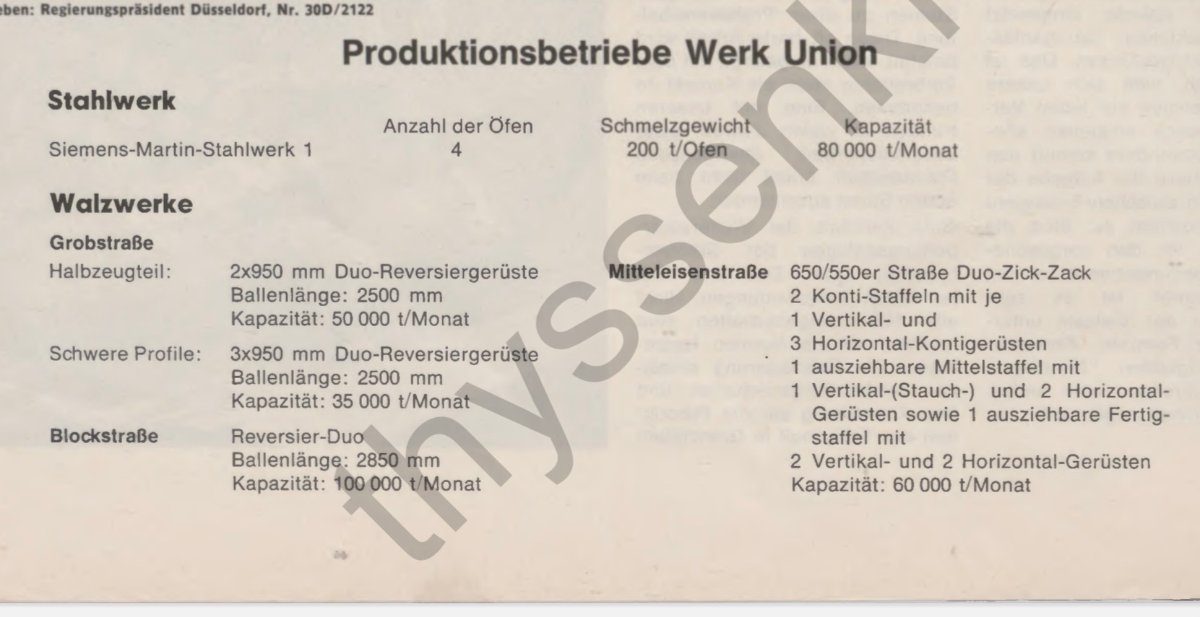 eben: Regierungspräsident Düsseldorf, Nr. 30D/2122
Produktionsbetriebe Werk Union
Stahlwerk
Anzahl der Öfen Schmelzgewicht Kapazität
Siemens-Martin-Stahlwerk 1 4 200 t/Ofen 80 000 t/Monat
Walzwerke
Grobstraße
Halbzeugteil: 2x950 mm Duo-Reversiergerüste
Ballenlänge: 2500 mm
Kapazität: 50 000 t/Monat
Schwere Profile: 3x950 mm Duo-Reversiergerüste
Ballenlänge: 2500 mm
Kapazität: 35 000 t/Monat
Blockstraße Reversier-Duo
Ballenlänge: 2850 mm
Kapazität: 100 000 t/Monat
Mitteleisenstraße 650/550er Straße Duo-Zick-Zack
2 Konti-Staffeln mit je
1 Vertikal- und
3 Horizontal-Kontigerüsten
1 ausziehbare Mittelstaffel mit
1 Vertikal-(Stauch-) und 2 Horizontal-
Gerüsten sowie 1 ausziehbare Fertig-
staffel mit
2 Vertikal- und 2 Horizontal-Gerüsten
Kapazität: 60 000 t/Monat